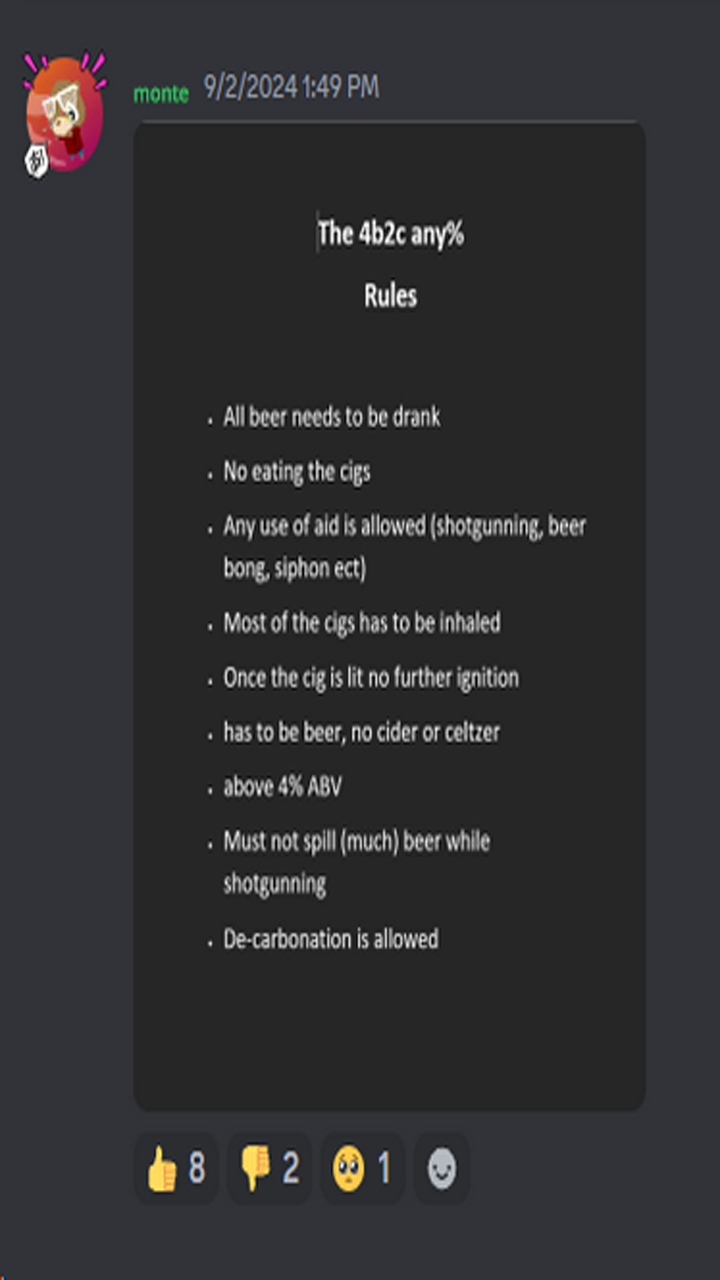 monte 9/2/2024 1:49 PM
The 4b2c any%
Rules
. All beer needs to be drank
. No eating the cigs
. Any use of aid is allowed (shotgunning, beer
bong, siphon ect)
. Most of the cigs has to be inhaled
. Once the cig is lit no further ignition
. has to be beer, no cider or celtzer
. above 4% ABV
. Must not spill (much) beer while
shotgunning
. De-carbonation is allowed
8 2 1